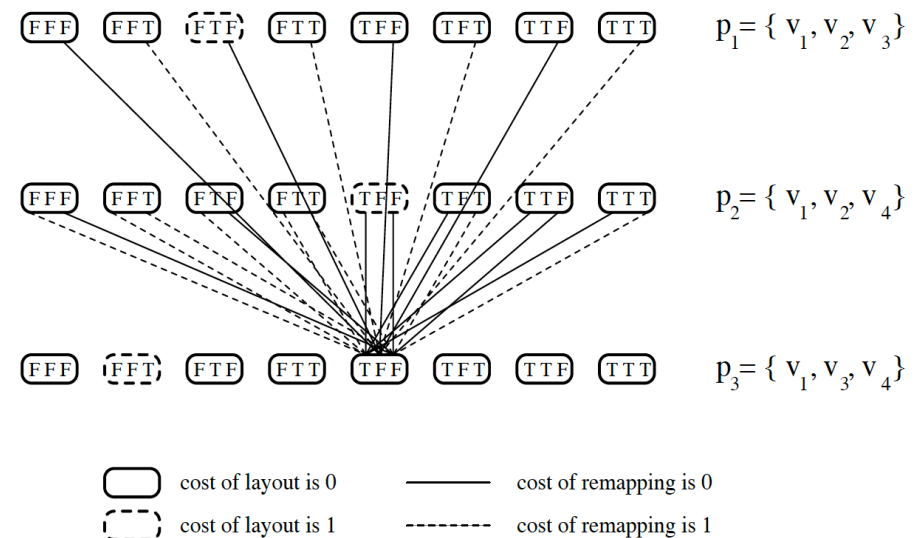 FFF FFT FTF FTT TFF TFT TTF TTT p1= { v1, v2, v3}
FFF FFT FTF FTT TFF TFT TTF TTT p2= { v1, v2, v4}
FFF FFT FTF FTT TFF TFT TTF TTT p3= { v1, v3, v4}
cost of layout is 0 cost of remapping is 0
cost of layout is 1 cost of remapping is 1